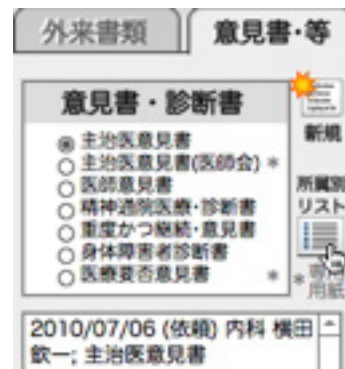 外来書類
意見書・等
意見書・診断書
主治医意見書
主治医意見書(医師会) *
医師意見書
精神通院医療・診断書
重度かつ継続・意見書
身体障害者診断書
医療要否意見書 *
新規
所属別
リスト
*
用紙
2010/07/06 (依頼) 内科 横田
欽一; 主治医意見書